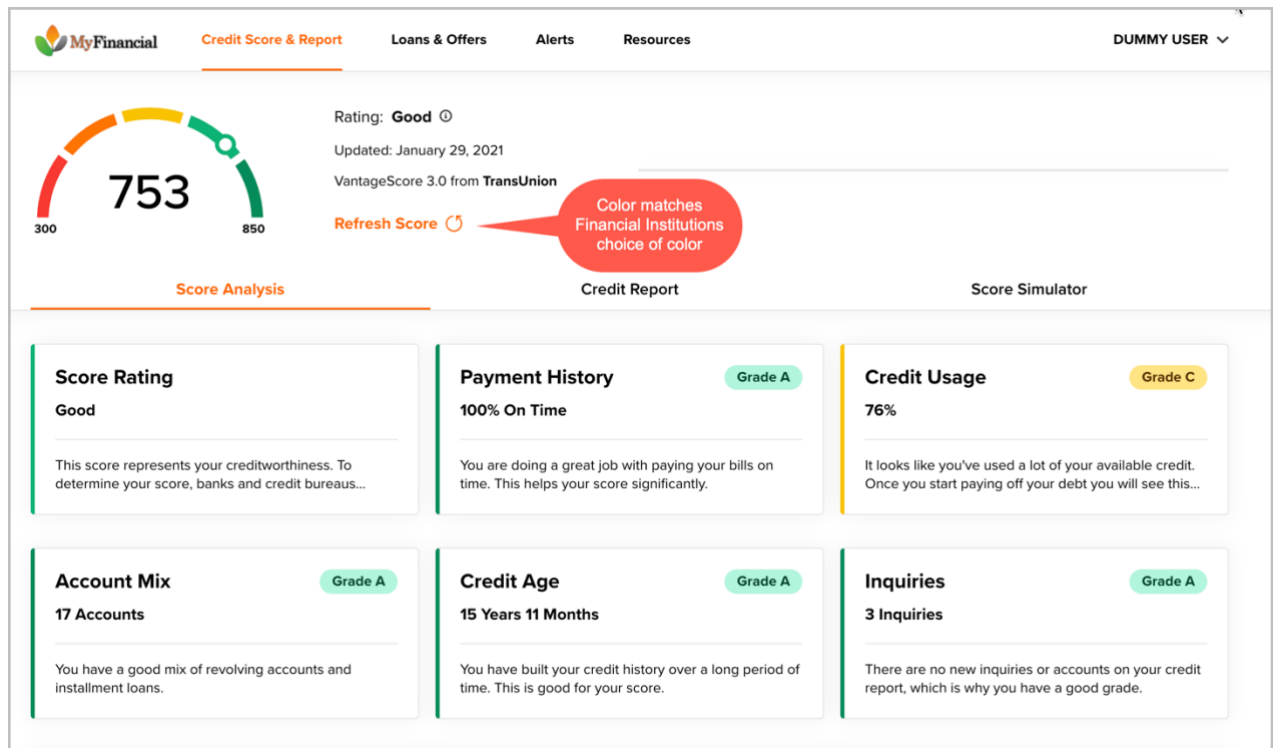 MyFinancial
Credit Score & Report
Loans & Offers
Alerts
Resources
DUMMY USER
753
300
850
Rating: Good
Updated: January 29, 2021
VantageScore 3.0 from TransUnion
Refresh Score
Color matches
Financial Institutions
choice of color
Score Analysis
Credit Report
Score Simulator
Score Rating
Good
This score represents your creditworthiness. To
determine your score, banks and credit bureaus...
Payment History
Grade A
100% On Time
You are doing a great job with paying your bills on
time. This helps your score significantly.
Credit Usage
Grade C
76%
It looks like you've used a lot of your available credit.
Once you start paying off your debt you will see this...
Account Mix
Grade A
17 Accounts
You have a good mix of revolving accounts and
installment loans.
Credit Age
Grade A
15 Years 11 Months
You have built your credit history over a long period of
time. This is good for your score.
Inquiries
Grade A
3 Inquiries
There are no new inquiries or accounts on your credit
report, which is why you have a good grade.